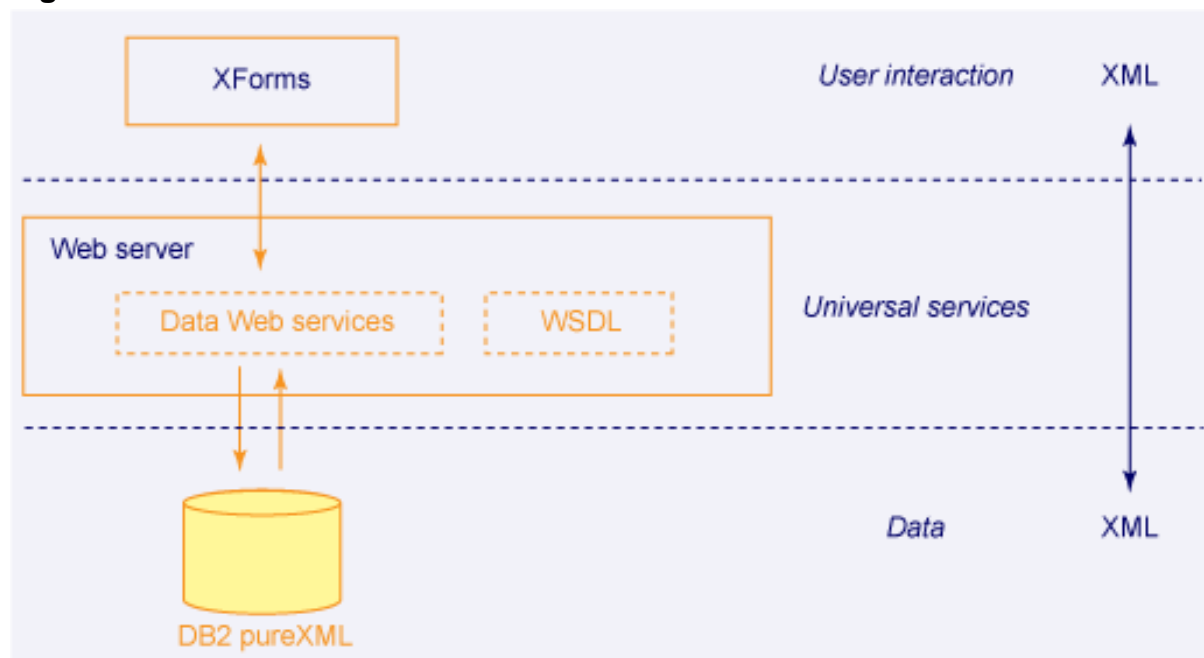 XForms
User interaction
XML
Web server
Data Web services
WSDL
Universal services
Data
XML
DB2 pureXML